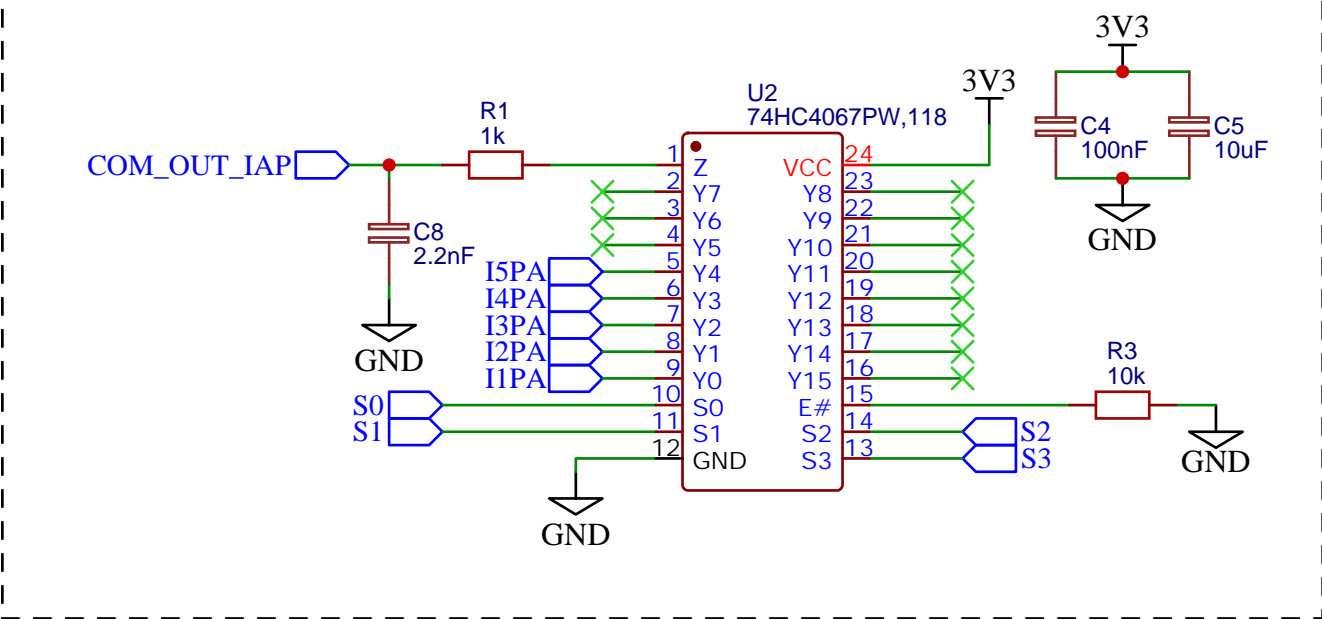 3V3
3V3
U2
74HC4067PW,118
R1
1k
C4
100nF
C5
10uF
COM_OUT_IAP
1
Z
VCC
24
2
Y7
Y8
23
3
Y6
Y9
22
4
Y5
Y10
21
C8
2.2nF
I5PA
5
Y4
Y11
20
I4PA
6
Y3
Y12
19
I3PA
7
Y2
Y13
18
I2PA
8
Y1
Y14
17
I1PA
9
Y0
Y15
16
S0
10
S0
E#
15
S1
11
S1
S2
14
S2
12
GND
S3
13
S3
R3
10k
GND
GND
GND
GND